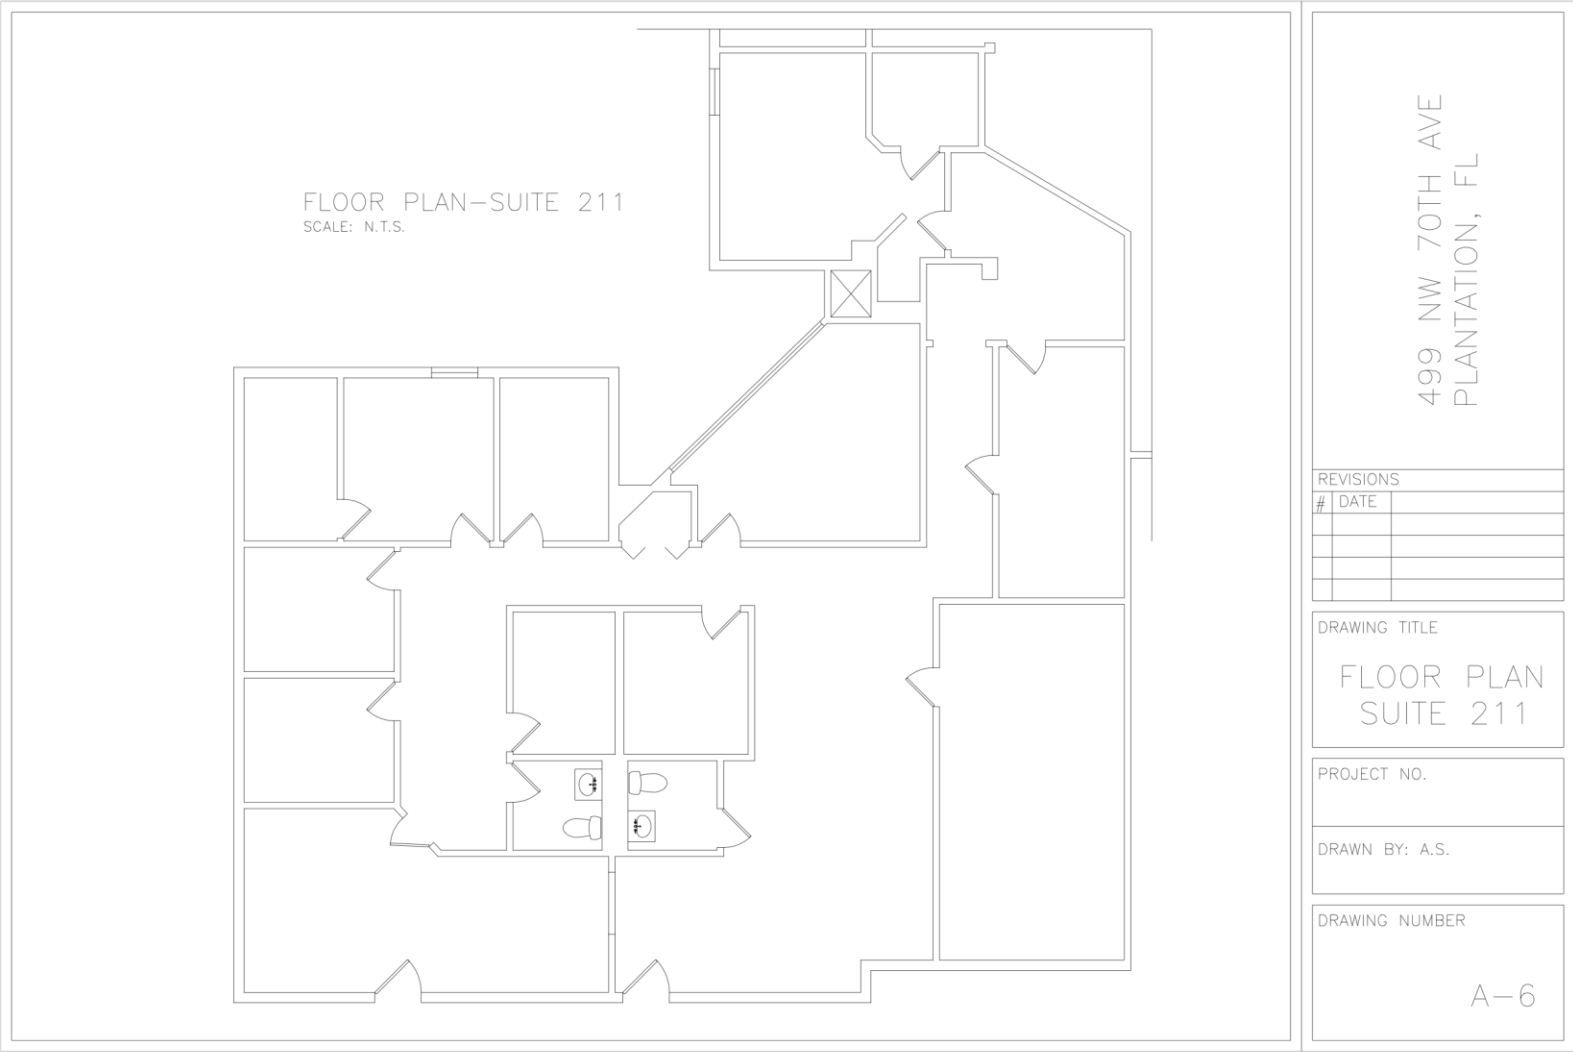 FLOOR PLAN-SUITE 211
SCALE: N.T.S.
499 NW 70TH AVE
PLANTATION, FL
REVISIONS
# DATE
DRAWING TITLE
FLOOR PLAN
SUITE 211
PROJECT NO.
DRAWN BY: A.S.
DRAWING NUMBER
A-6